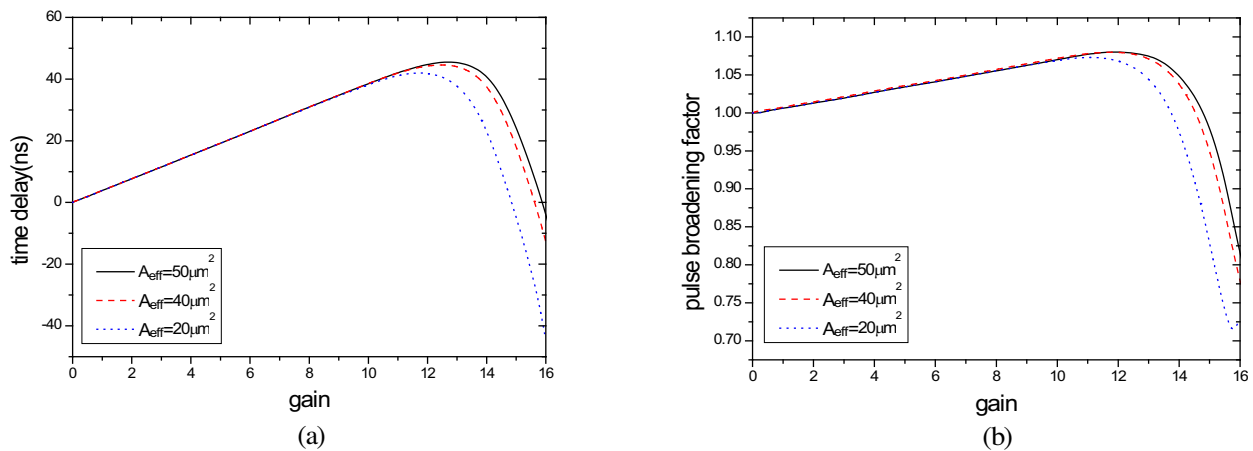 60
40
20
0
-20
-40
time delay(ns)
A_eff=50μm²
A_eff=40μm²
A_eff=20μm²
0 2 4 6 8 10 12 14 16
gain
(a)
1.10
1.05
1.00
0.95
0.90
0.85
0.80
0.75
0.70
pulse broadening factor
A_eff=50μm²
A_eff=40μm²
A_eff=20μm²
0 2 4 6 8 10 12 14 16
gain
(b)